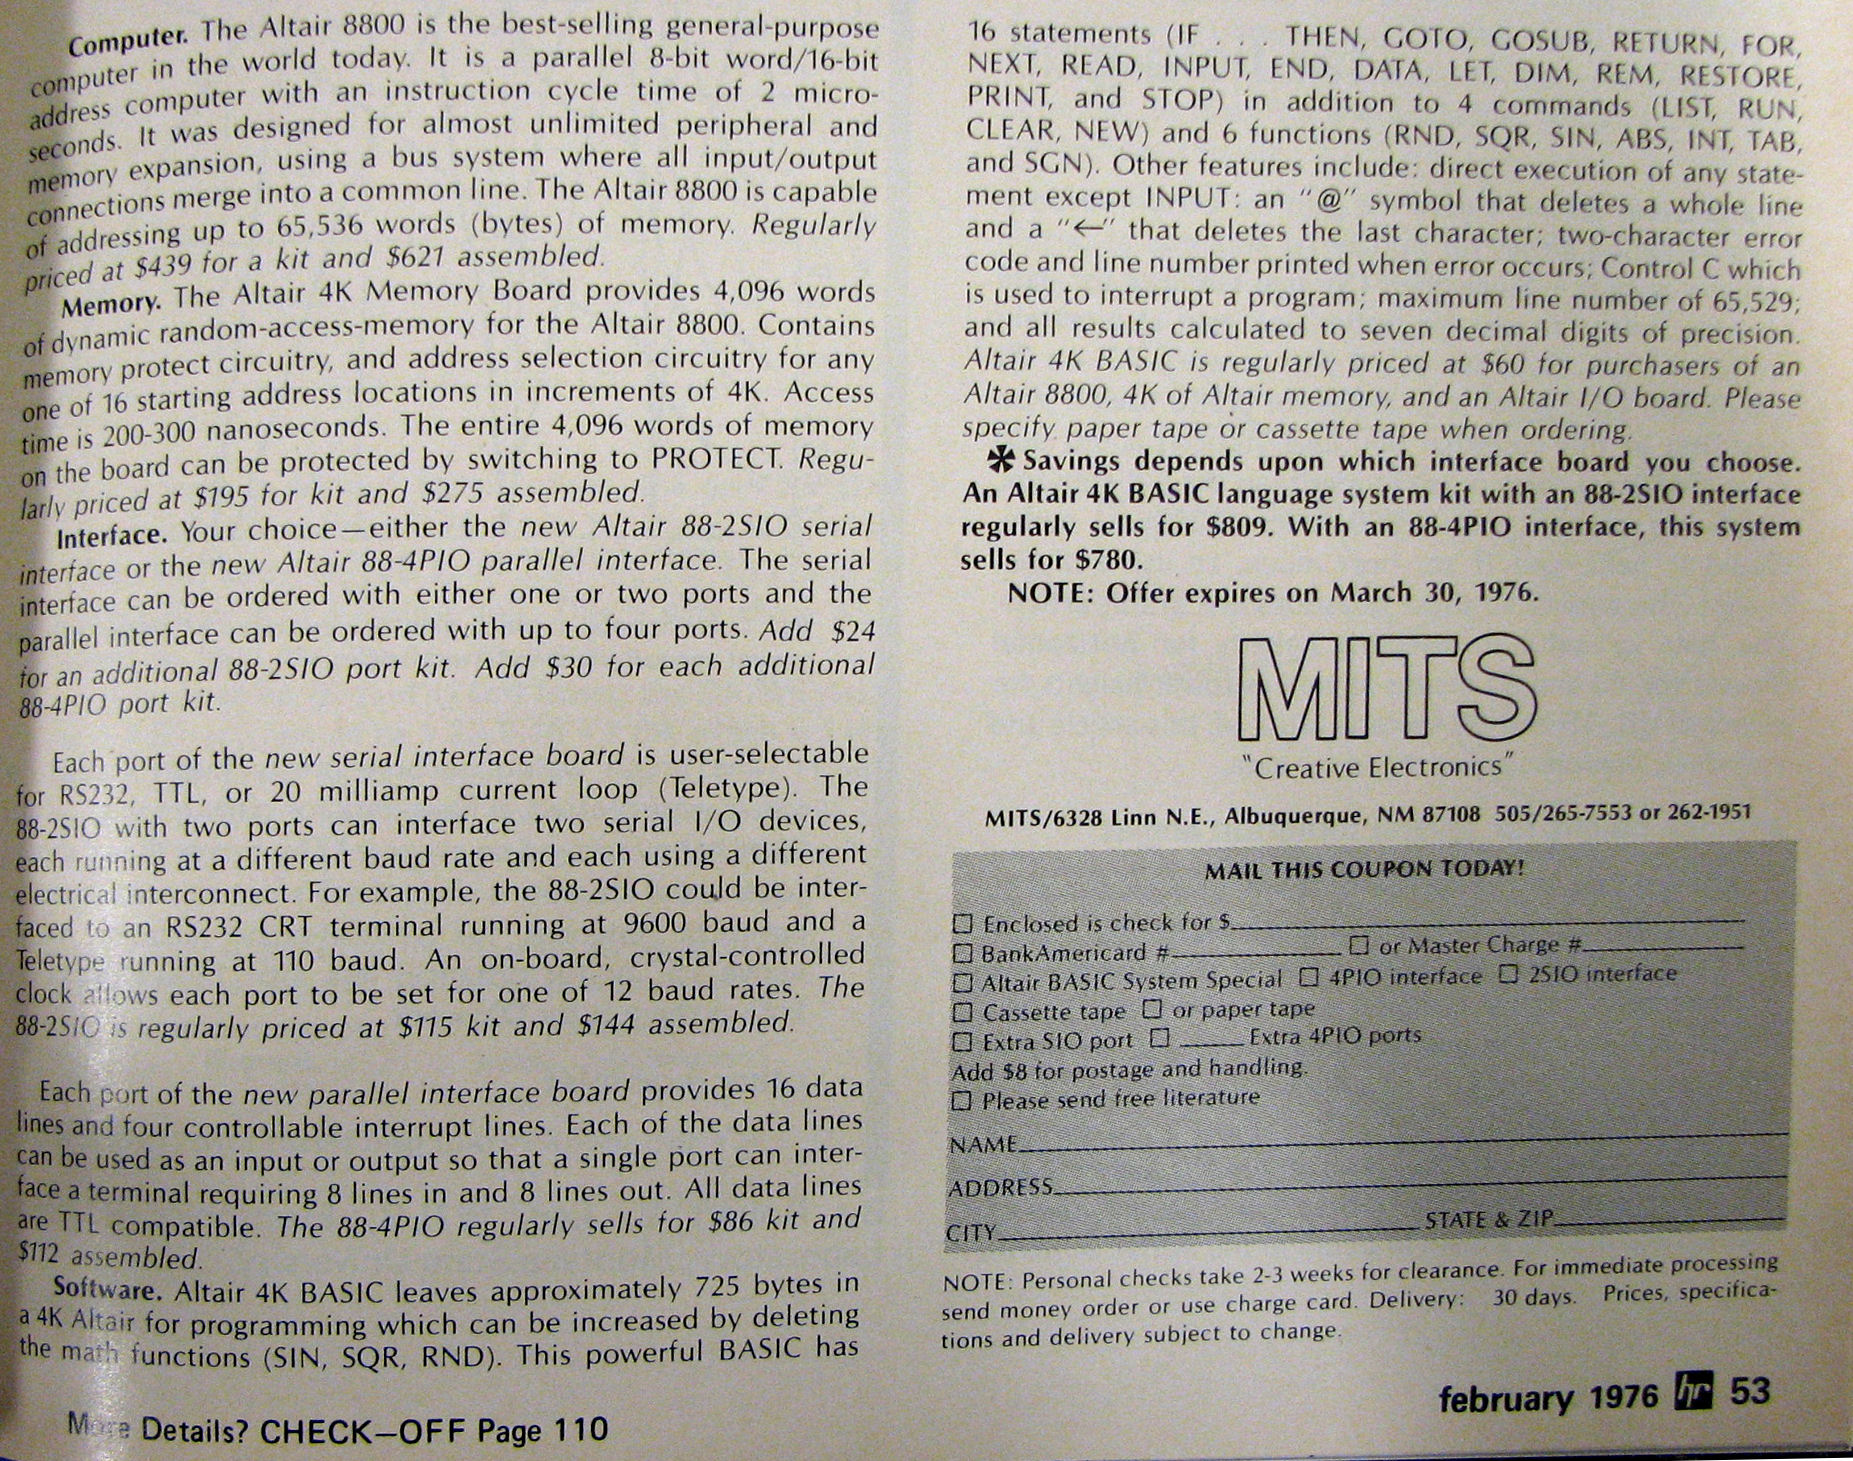 Computer. The Altair 8800 is the best-selling general-purpose
computer in the world today. It is a parallel 8-bit word/16-bit
address computer with an instruction cycle time of 2 micro-
seconds. It was designed for almost unlimited peripheral and
memory expansion, using a bus system where all input/output
connections merge into a common line. The Altair 8800 is capable
of addressing up to 65,536 words (bytes) of memory. Regularly
priced at $439 for a kit and $621 assembled.
Memory. The Altair 4K Memory Board provides 4,096 words
of dynamic random-access-memory for the Altair 8800. Contains
memory protect circuitry, and address selection circuitry for any
one of 16 starting address locations in increments of 4K. Access
time is 200-300 nanoseconds. The entire 4,096 words of memory
on the board can be protected by switching to PROTECT. Regu-
larly priced at $195 for kit and $275 assembled.
Interface. Your choice—either the new Altair 88-2SIO serial
interface or the new Altair 88-4PIO parallel interface. The serial
interface can be ordered with either one or two ports and the
parallel interface can be ordered with up to four ports. Add $24
for an additional 88-2SIO port kit. Add $30 for each additional
88-4PIO port kit.
Each port of the new serial interface board is user-selectable
for RS232, TTL, or 20 milliamp current loop (Teletype). The
88-2SIO with two ports can interface two serial I/O devices,
each running at a different baud rate and each using a different
electrical interconnect. For example, the 88-2SIO could be inter-
faced to an RS232 CRT terminal running at 9600 baud and a
Teletype running at 110 baud. An on-board, crystal-controlled
clock allows each port to be set for one of 12 baud rates. The
88-2SIO is regularly priced at $115 kit and $144 assembled.
Each port of the new parallel interface board provides 16 data
lines and four controllable interrupt lines. Each of the data lines
can be used as an input or output so that a single port can inter-
face a terminal requiring 8 lines in and 8 lines out. All data lines
are TTL compatible. The 88-4PIO regularly sells for $86 kit and
$112 assembled.
Software. Altair 4K BASIC leaves approximately 725 bytes in
a 4K Altair for programming which can be increased by deleting
the math functions (SIN, SQR, RND). This powerful BASIC has
More Details? CHECK—OFF Page 110
16 statements (IF . . . THEN, GOTO, GOSUB, RETURN, FOR,
NEXT, READ, INPUT, END, DATA, LET, DIM, REM, RESTORE,
PRINT, and STOP) in addition to 4 commands (LIST, RUN,
CLEAR, NEW) and 6 functions (RND, SQR, SIN, ABS, INT, TAB,
and SGN). Other features include: direct execution of any state-
ment except INPUT: an "@" symbol that deletes a whole line
and a "←" that deletes the last character; two-character error
code and line number printed when error occurs; Control C which
is used to interrupt a program; maximum line number of 65,529;
and all results calculated to seven decimal digits of precision.
Altair 4K BASIC is regularly priced at $60 for purchasers of an
Altair 8800, 4K of Altair memory, and an Altair I/O board. Please
specify paper tape or cassette tape when ordering.
✻ Savings depends upon which interface board you choose.
An Altair 4K BASIC language system kit with an 88-2SIO interface
regularly sells for $809. With an 88-4PIO interface, this system
sells for $780.
NOTE: Offer expires on March 30, 1976.
MITS
"Creative Electronics"
MITS/6328 Linn N.E., Albuquerque, NM 87108 505/265-7553 or 262-1951
MAIL THIS COUPON TODAY!
☐ Enclosed is check for $
☐ BankAmericard # ☐ or Master Charge #
☐ Altair BASIC System Special ☐ 4PIO interface ☐ 2SIO interface
☐ Cassette tape ☐ or paper tape
☐ Extra SIO port ☐ Extra 4PIO ports
Add $8 for postage and handling.
☐ Please send free literature
NAME
ADDRESS
CITY STATE & ZIP
NOTE: Personal checks take 2-3 weeks for clearance. For immediate processing
send money order or use charge card. Delivery: 30 days. Prices, specifica-
tions and delivery subject to change.
february 1976 hr 53